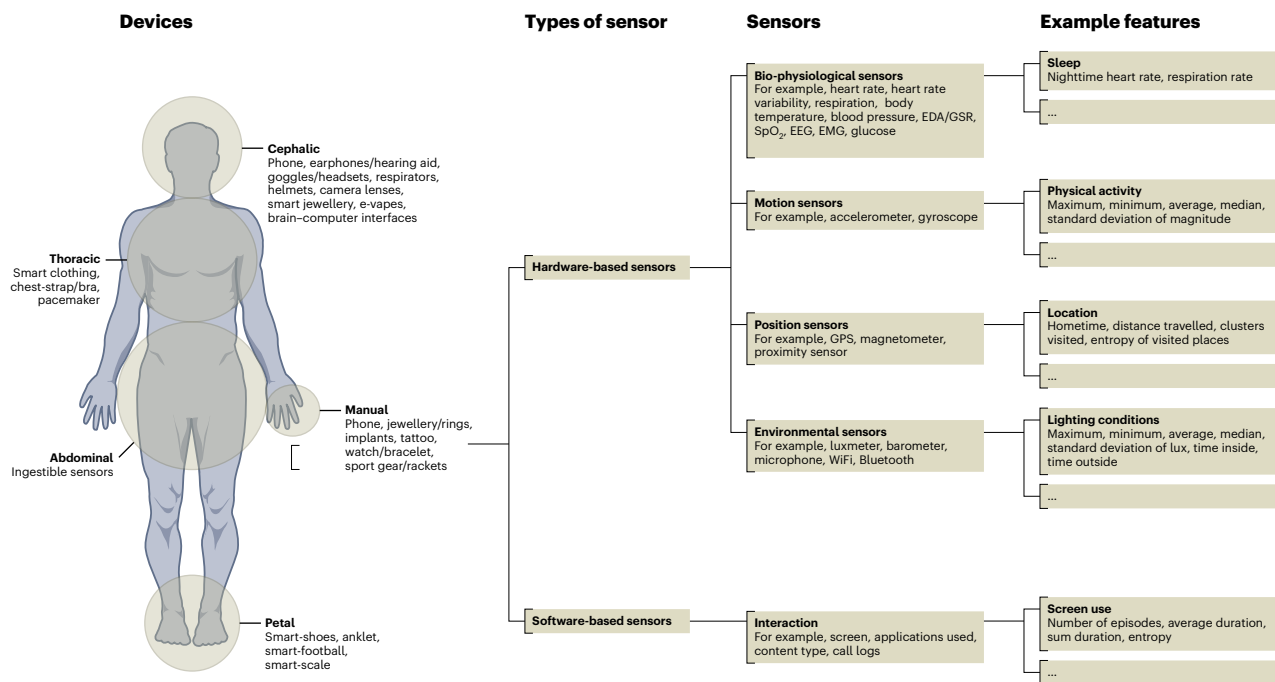 Devices
Types of sensor
Sensors
Example features
Cephalic
Phone, earphones/hearing aid,
goggles/headsets, respirators,
helmets, camera lenses,
smart jewellery, e-vapes,
brain–computer interfaces
Thoracic
Smart clothing,
chest-strap/bra,
pacemaker
Manual
Phone, jewellery/rings,
implants, tattoo,
watch/bracelet,
sport gear/rackets
Abdominal
Ingestible sensors
Petal
Smart-shoes, anklet,
smart-football,
smart-scale
Hardware-based sensors
Software-based sensors
Bio-physiological sensors
For example, heart rate, heart rate
variability, respiration, body
temperature, blood pressure, EDA/GSR,
SpO₂, EEG, EMG, glucose
Motion sensors
For example, accelerometer, gyroscope
Position sensors
For example, GPS, magnetometer,
proximity sensor
Environmental sensors
For example, luxmeter, barometer,
microphone, WiFi, Bluetooth
Interaction
For example, screen, applications used,
content type, call logs
Sleep
Nighttime heart rate, respiration rate
...
Physical activity
Maximum, minimum, average, median,
standard deviation of magnitude
...
Location
Hometime, distance travelled, clusters
visited, entropy of visited places
...
Lighting conditions
Maximum, minimum, average, median,
standard deviation of lux, time inside,
time outside
...
Screen use
Number of episodes, average duration,
sum duration, entropy
...